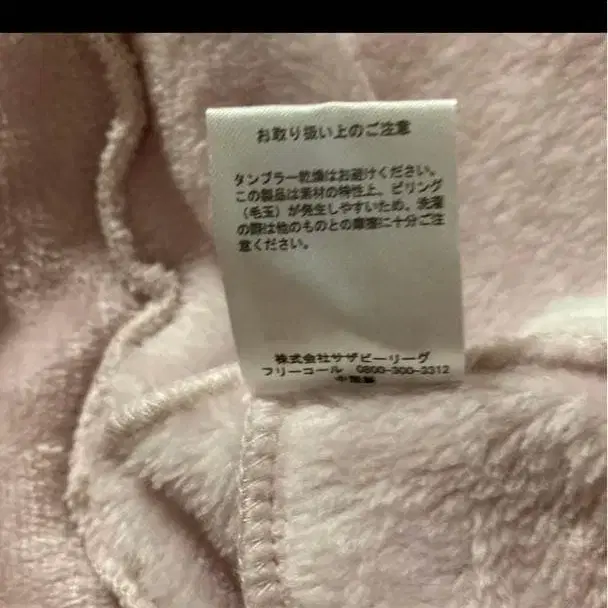 お取り扱い上のご注意
タンブラー乾燥はお避けください。
この製品は素材の特性上、ピリング
（毛玉）が発生しやすいため、洗濯
の際は他のものとの摩擦に十分ご注
意ください。
株式会社サザビーリーグ
フリーコール 0800-300-3312
中国製